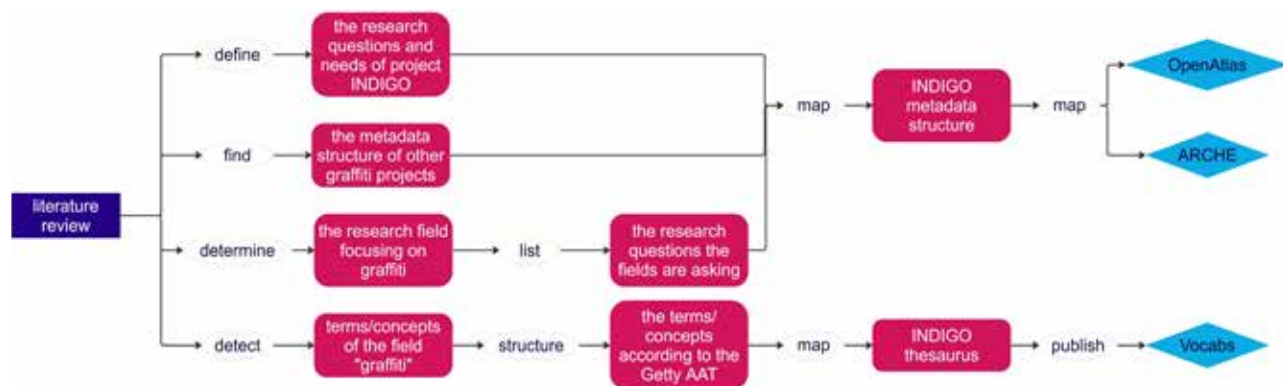 literature
review
define
the research
questions and
needs of project
INDIGO
find
the metadada
structure of other
graffiti projects
determine
the research field
focusing on
graffiti
list
the research
questions the
fields are asking
map
INDIGO
metadata
structure
map
OpenAtlas
ARCHE
detect
terms/concepts
of the field
"graffiti"
structure
the terms/
concepts
according to the
Getty AAT
map
INDIGO
thesaurus
publish
Vocabs